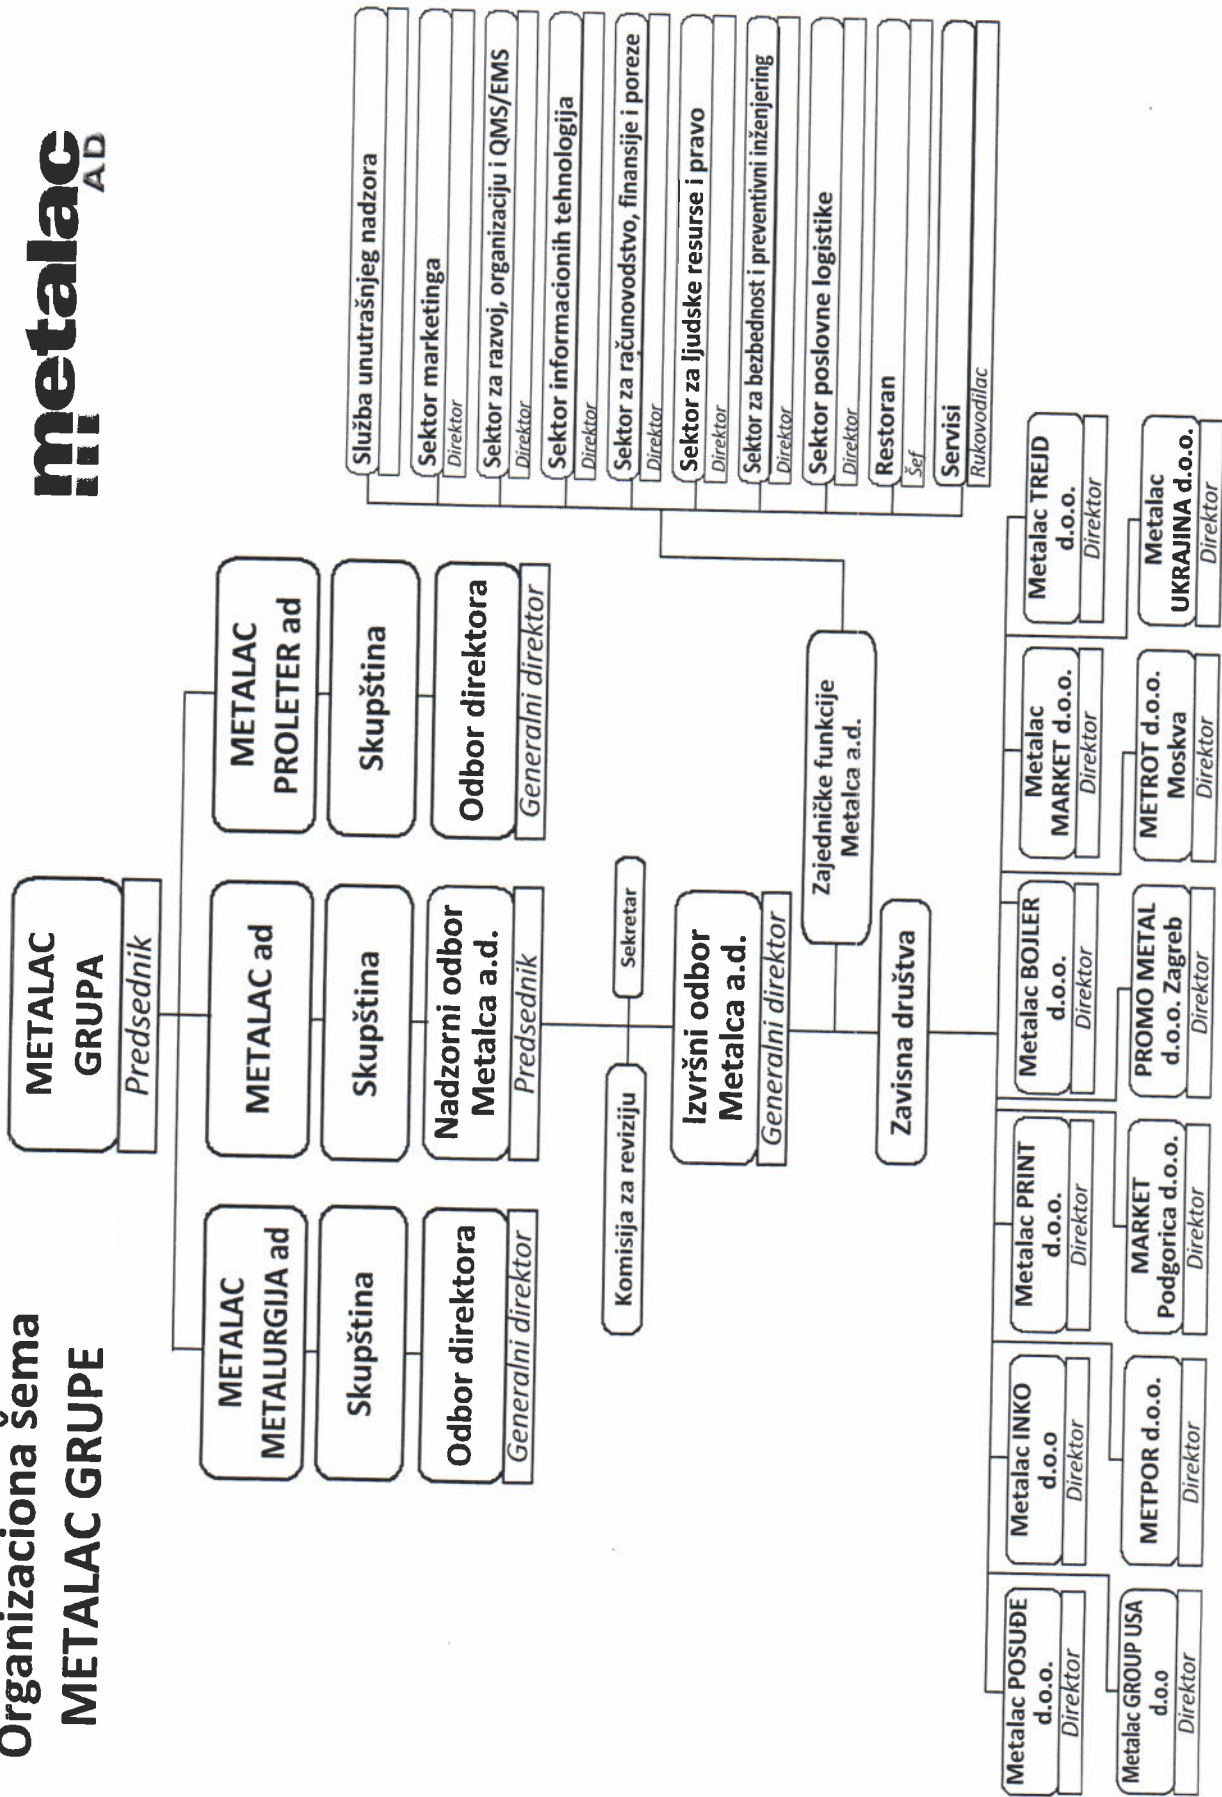 Organizaciona šema
METALAC GRUPE
metalac
AD
METALAC
GRUPA
Predsednik
METALAC
METALURGIJA ad
Skupština
Odbor direktora
Generalni direktor
METALAC ad
Skupština
Nadzorni odbor
Metalca a.d.
Predsednik
METALAC
PROLETER ad
Skupština
Odbor direktora
Generalni direktor
Komisija za reviziju
Sekretar
Izvršni odbor
Metalca a.d.
Generalni direktor
Zajedničke funkcije
Metalca a.d.
Služba unutrašnjeg nadzora
Sektor marketinga
Direktor
Sektor za razvoj, organizaciju i QMS/EMS
Direktor
Sektor informacionih tehnologija
Direktor
Sektor za računovodstvo, finansije i poreze
Direktor
Sektor za ljudske resurse i pravo
Direktor
Sektor za bezbednost i preventivni inženjering
Direktor
Sektor poslovne logistike
Direktor
Restoran
Šef
Servisi
Rukovodilac
Zavisna društva
Metalac POSUĐE
d.o.o.
Direktor
Metalac INKO
d.o.o
Direktor
Metalac PRINT
d.o.o.
Direktor
Metalac BOJLER
d.o.o.
Direktor
Metalac
MARKET d.o.o.
Direktor
Metalac TREJD
d.o.o.
Direktor
Metalac GROUP USA
d.o.o
Direktor
METPOR d.o.o.
Direktor
MARKET
Podgorica d.o.o.
Direktor
PROMO METAL
d.o.o. Zagreb
Direktor
METROT d.o.o.
Moskva
Direktor
Metalac
UKRAJINA d.o.o.
Direktor